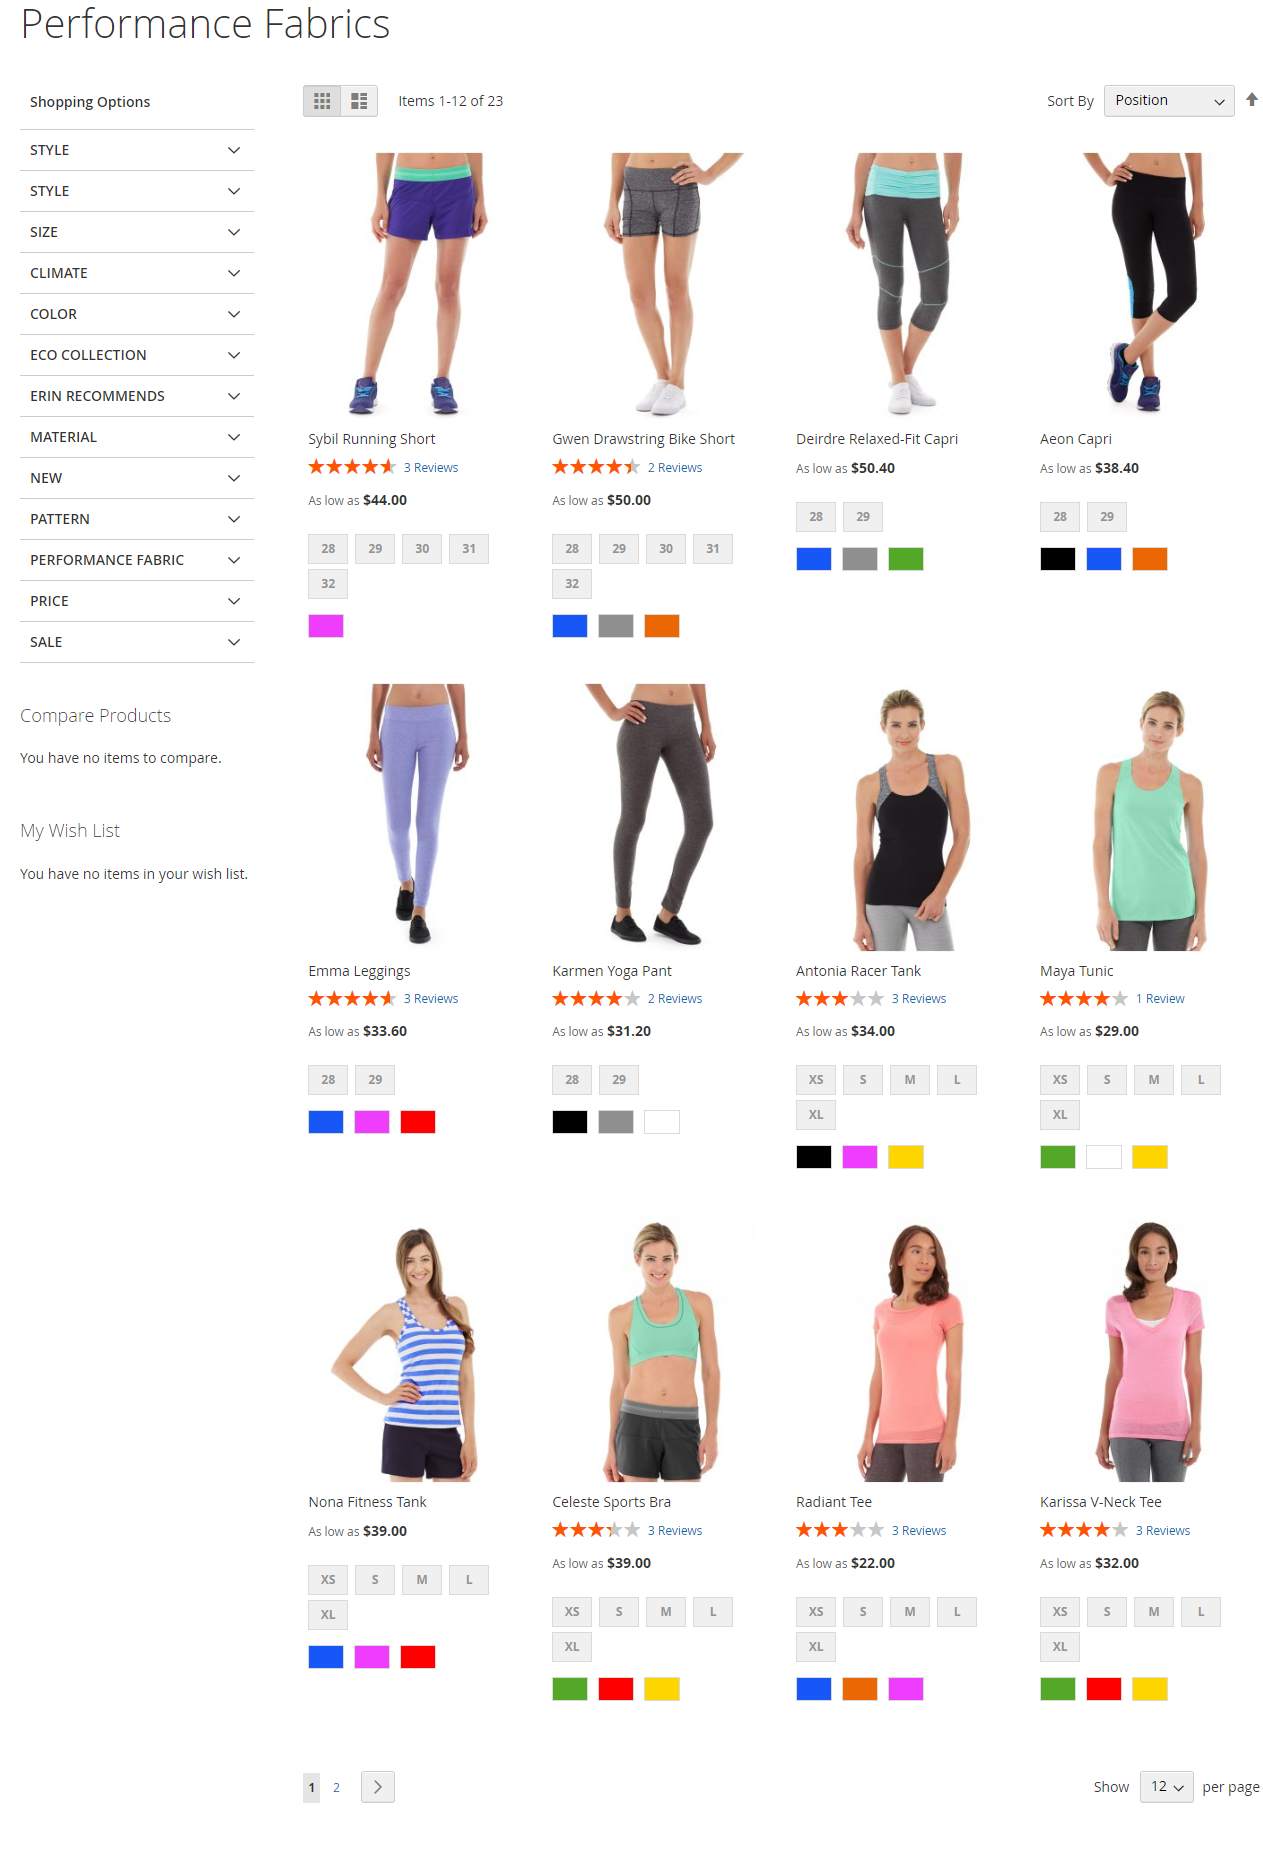 Performance Fabrics
Shopping Options
STYLE
STYLE
SIZE
CLIMATE
COLOR
ECO COLLECTION
ERIN RECOMMENDS
MATERIAL
NEW
PATTERN
PERFORMANCE FABRIC
PRICE
SALE
Compare Products
You have no items to compare.
My Wish List
You have no items in your wish list.
Items 1-12 of 23
Sort By Position
Sybil Running Short
3 Reviews
As low as $44.00
28 29 30 31
32
Gwen Drawstring Bike Short
2 Reviews
As low as $50.00
28 29 30 31
32
Deirdre Relaxed-Fit Capri
As low as $50.40
28 29
Aeon Capri
As low as $38.40
28 29
Emma Leggings
3 Reviews
As low as $33.60
28 29
Karmen Yoga Pant
2 Reviews
As low as $31.20
28 29
Antonia Racer Tank
3 Reviews
As low as $34.00
XS S M L
XL
Maya Tunic
1 Review
As low as $29.00
XS S M L
XL
Nona Fitness Tank
As low as $39.00
XS S M L
XL
Celeste Sports Bra
3 Reviews
As low as $39.00
XS S M L
XL
Radiant Tee
3 Reviews
As low as $22.00
XS S M L
XL
Karissa V-Neck Tee
3 Reviews
As low as $32.00
XS S M L
XL
1 2
Show 12 per page